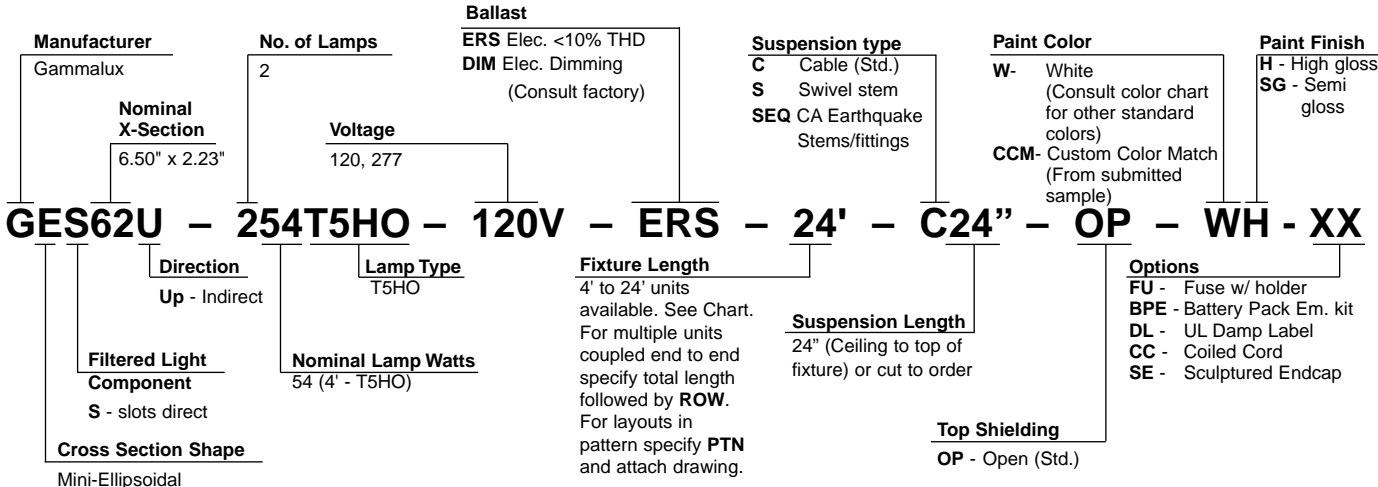 Manufacturer
Gammalux
Nominal
X-Section
6.50" x 2.23"
No. of Lamps
2
Voltage
120, 277
Ballast
ERS Elec. <10% THD
DIM Elec. Dimming
(Consult factory)
Suspension type
C Cable (Std.)
S Swivel stem
SEQ CA Earthquake
Stems/fittings
Paint Color
W- White
(Consult color chart
for other standard
colors)
CCM- Custom Color Match
(From submitted
sample)
Paint Finish
H - High gloss
SG - Semi
gloss
GES62U – 254T5HO – 120V – ERS – 24' – C24” – OP – WH - XX
Direction
Up - Indirect
Filtered Light
Component
S - slots direct
Cross Section Shape
Mini-Ellipsoidal
Lamp Type
T5HO
Nominal Lamp Watts
54 (4' - T5HO)
Fixture Length
4' to 24' units
available. See Chart.
For multiple units
coupled end to end
specify total length
followed by ROW.
For layouts in
pattern specify PTN
and attach drawing.
Suspension Length
24” (Ceiling to top of
fixture) or cut to order
Top Shielding
OP - Open (Std.)
Options
FU - Fuse w/ holder
BPE - Battery Pack Em. kit
DL - UL Damp Label
CC - Coiled Cord
SE - Sculptured Endcap